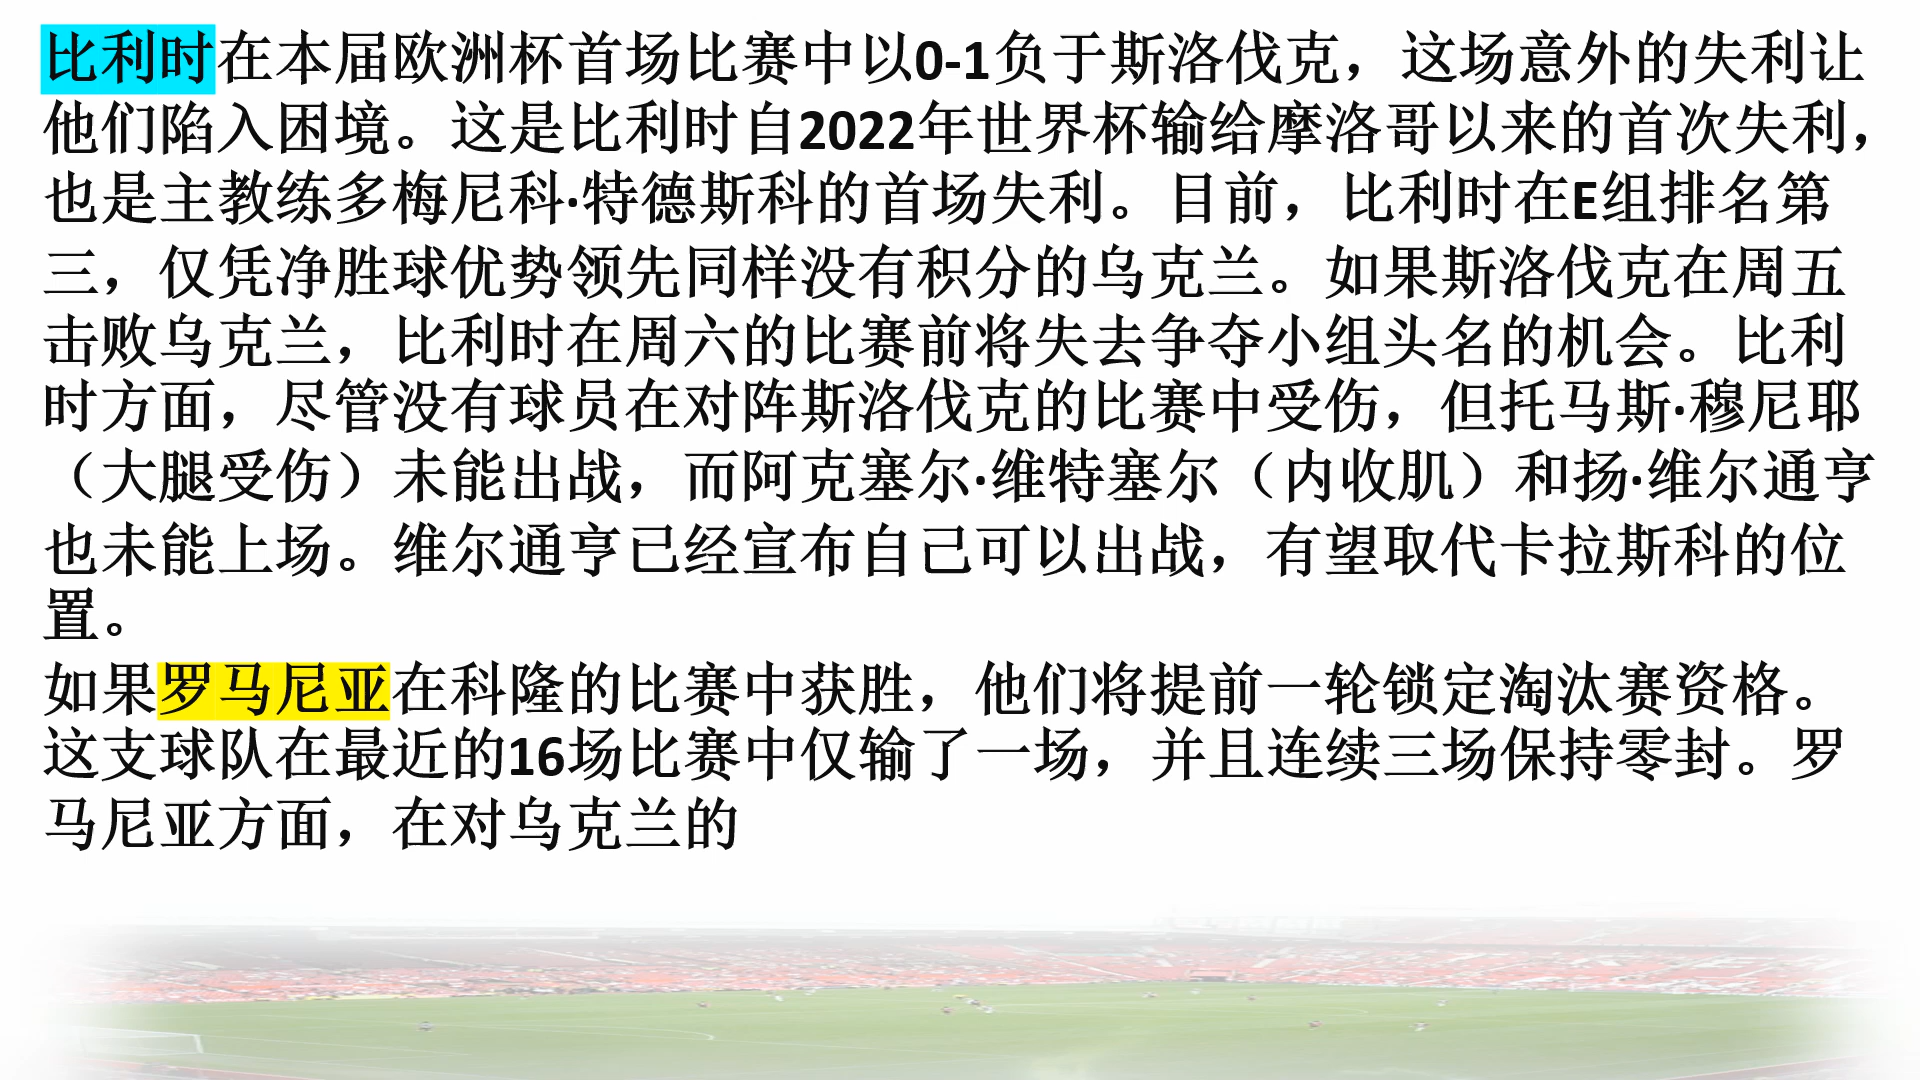 比利时在本届欧洲杯首场比赛中以0-1负于斯洛伐克，这场意外的失利让
他们陷入困境。这是比利时自2022年世界杯输给摩洛哥以来的首次失利，
也是主教练多梅尼科·特德斯科的首场失利。目前，比利时在E组排名第
三，仅凭净胜球优势领先同样没有积分的乌克兰。如果斯洛伐克在周五
击败乌克兰，比利时在周六的比赛前将失去争夺小组头名的机会。比利
时方面，尽管没有球员在对阵斯洛伐克的比赛中受伤，但托马斯·穆尼耶
（大腿受伤）未能出战，而阿克塞尔·维特塞尔（内收肌）和扬·维尔通亨
也未能上场。维尔通亨已经宣布自己可以出战，有望取代卡拉斯科的位
置。
如果罗马尼亚在科隆的比赛中获胜，他们将提前一轮锁定淘汰赛资格。
这支球队在最近的16场比赛中仅输了一场，并且连续三场保持零封。罗
马尼亚方面，在对乌克兰的